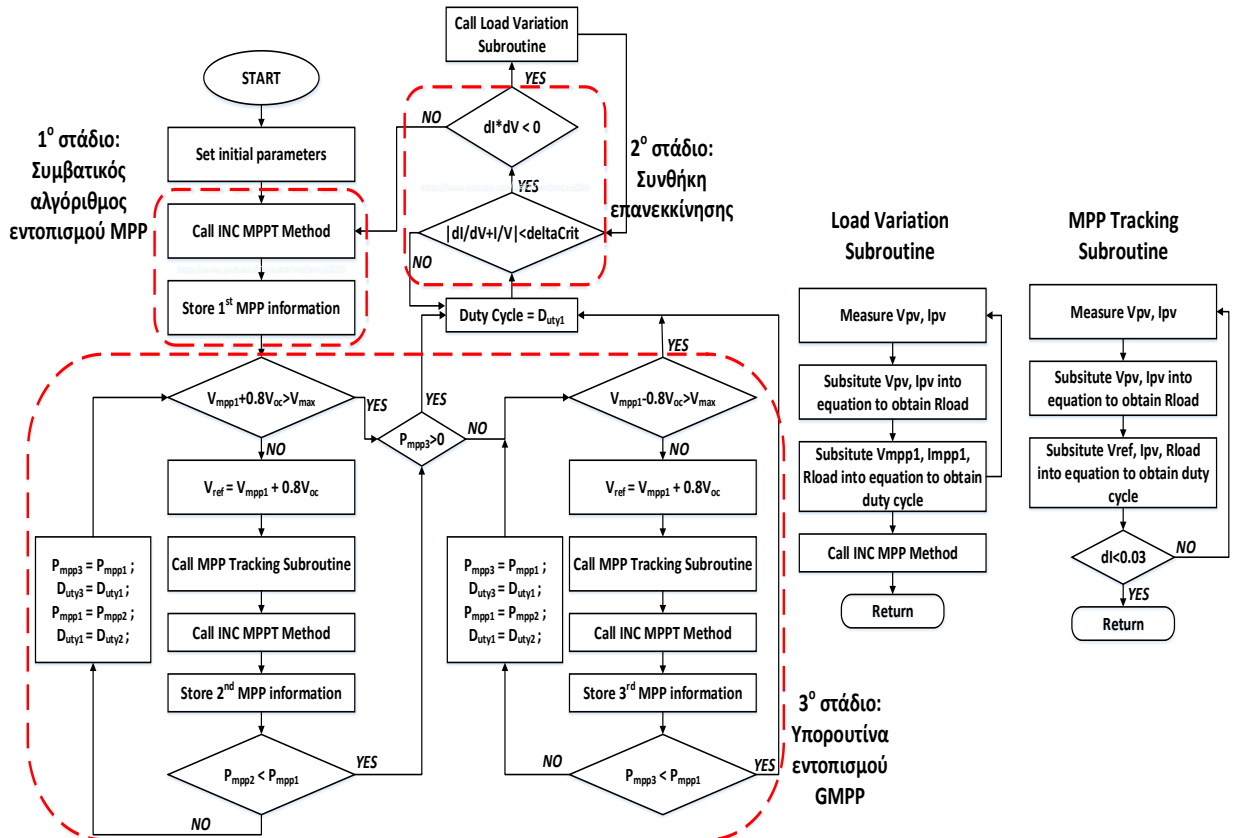 START
Set initial parameters
1º στάδιο:
Συμβατικός
αλγόριθμος
εντοπισμού MPP
Call INC MPPT Method
Store 1st MPP information
Call Load Variation
Subroutine
YES
NO
dI*dV < 0
2º στάδιο:
Συνθήκη
επανεκκίνησης
YES
|dI/dV+I/V|<deltaCrit
NO
Duty Cycle = Duty1
YES
YES
Vmpp1+0.8Voc>Vmax
YES
Pmpp3>0
NO
Vmpp1-0.8Voc>Vmax
NO
NO
Vref = Vmpp1 + 0.8Voc
Call MPP Tracking Subroutine
Call INC MPPT Method
Store 2nd MPP information
Pmpp2 < Pmpp1
YES
NO
Pmpp3 = Pmpp1 ;
Duty3 = Duty1 ;
Pmpp1 = Pmpp2 ;
Duty1 = Duty2 ;
Vref = Vmpp1 + 0.8Voc
Call MPP Tracking Subroutine
Call INC MPPT Method
Store 3rd MPP information
Pmpp3 < Pmpp1
NO
YES
Pmpp3 = Pmpp1 ;
Duty3 = Duty1 ;
Pmpp1 = Pmpp2 ;
Duty1 = Duty2 ;
3º στάδιο:
Υπορουτίνα
εντοπισμού
GMPP
Load Variation
Subroutine
Measure Vpv, Ipv
Subsitute Vpv, Ipv into
equation to obtain Rload
Subsitute Vmpp1, Impp1,
Rload into equation to obtain
duty cycle
Call INC MPP Method
Return
MPP Tracking
Subroutine
Measure Vpv, Ipv
Subsitute Vpv, Ipv into
equation to obtain Rload
Subsitute Vref, Ipv, Rload
into equation to obtain duty
cycle
dI<0.03
NO
YES
Return